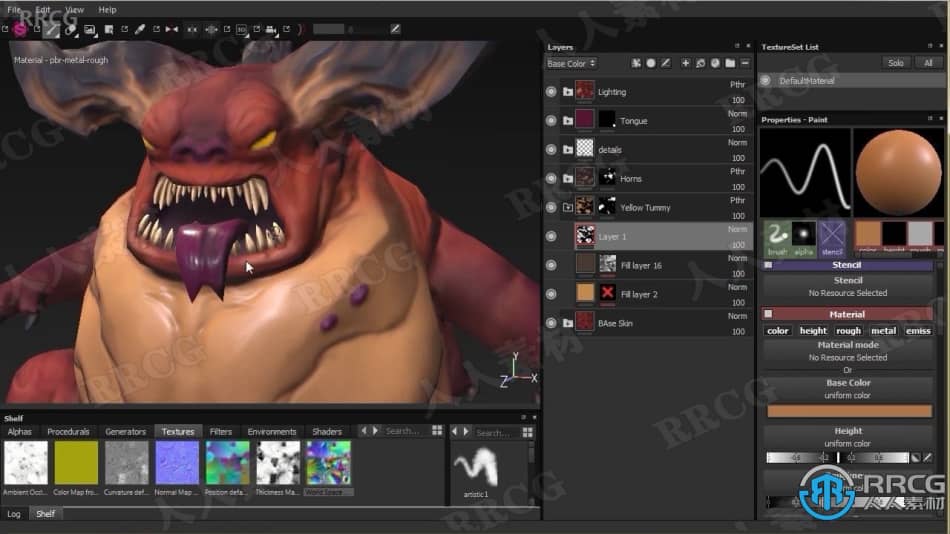 File Edit View Help
RRCG
Material - pbr-metal-rough
Y
Z X
Layers
Base Color
Lighting Pthr 100
Tongue Norm 100
details Norm 100
Horns Pthr 100
Yellow Tummy Pthr 100
Layer 1 Norm 100
Fill layer 16 Norm 100
Fill layer 2 Norm 100
BAse Skin Norm 100
TextureSet List
Solo All
DefaultMaterial
Properties - Paint
brush alpha stencil
Stencil
Stencil
No Resource Selected
Material
color height rough metal emiss
Material mode
No Resource Selected
Or
Base Color
uniform color
Height
uniform color
Shelf
Alphas Procedurals Generators Textures Filters Environments Shaders Search...
Search...
Ambient Occl... Color Map fro... Curvature def... Normal Map ... Position defa... Thickness Ma...
artistic1
Log Shelf
RRCG
人人素材